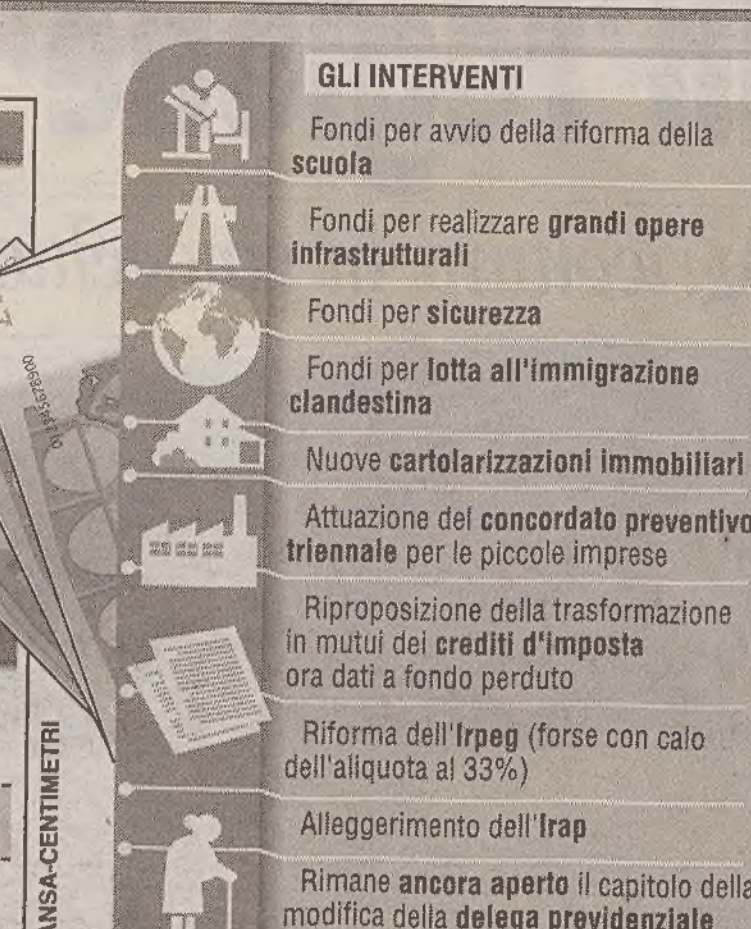 GLI INTERVENTI
Fondi per avvio della riforma della
scuola
Fondi per realizzare grandi opere
infrastrutturali
Fondi per sicurezza
Fondi per lotta all'immigrazione
clandestina
Nuove cartolarizzazioni immobiliari
Attuazione del concordato preventivo
triennale per le piccole imprese
Riproposizione della trasformazione
in mutui dei crediti d'imposta
ora dati a fondo perduto
Riforma dell'Irpeg (forse con calo
dell'aliquota al 33%)
Alleggerimento dell'Irap
Rimane ancora aperto il capitolo della
modifica della delega previdenziale
ANSA-CENTIMETRI